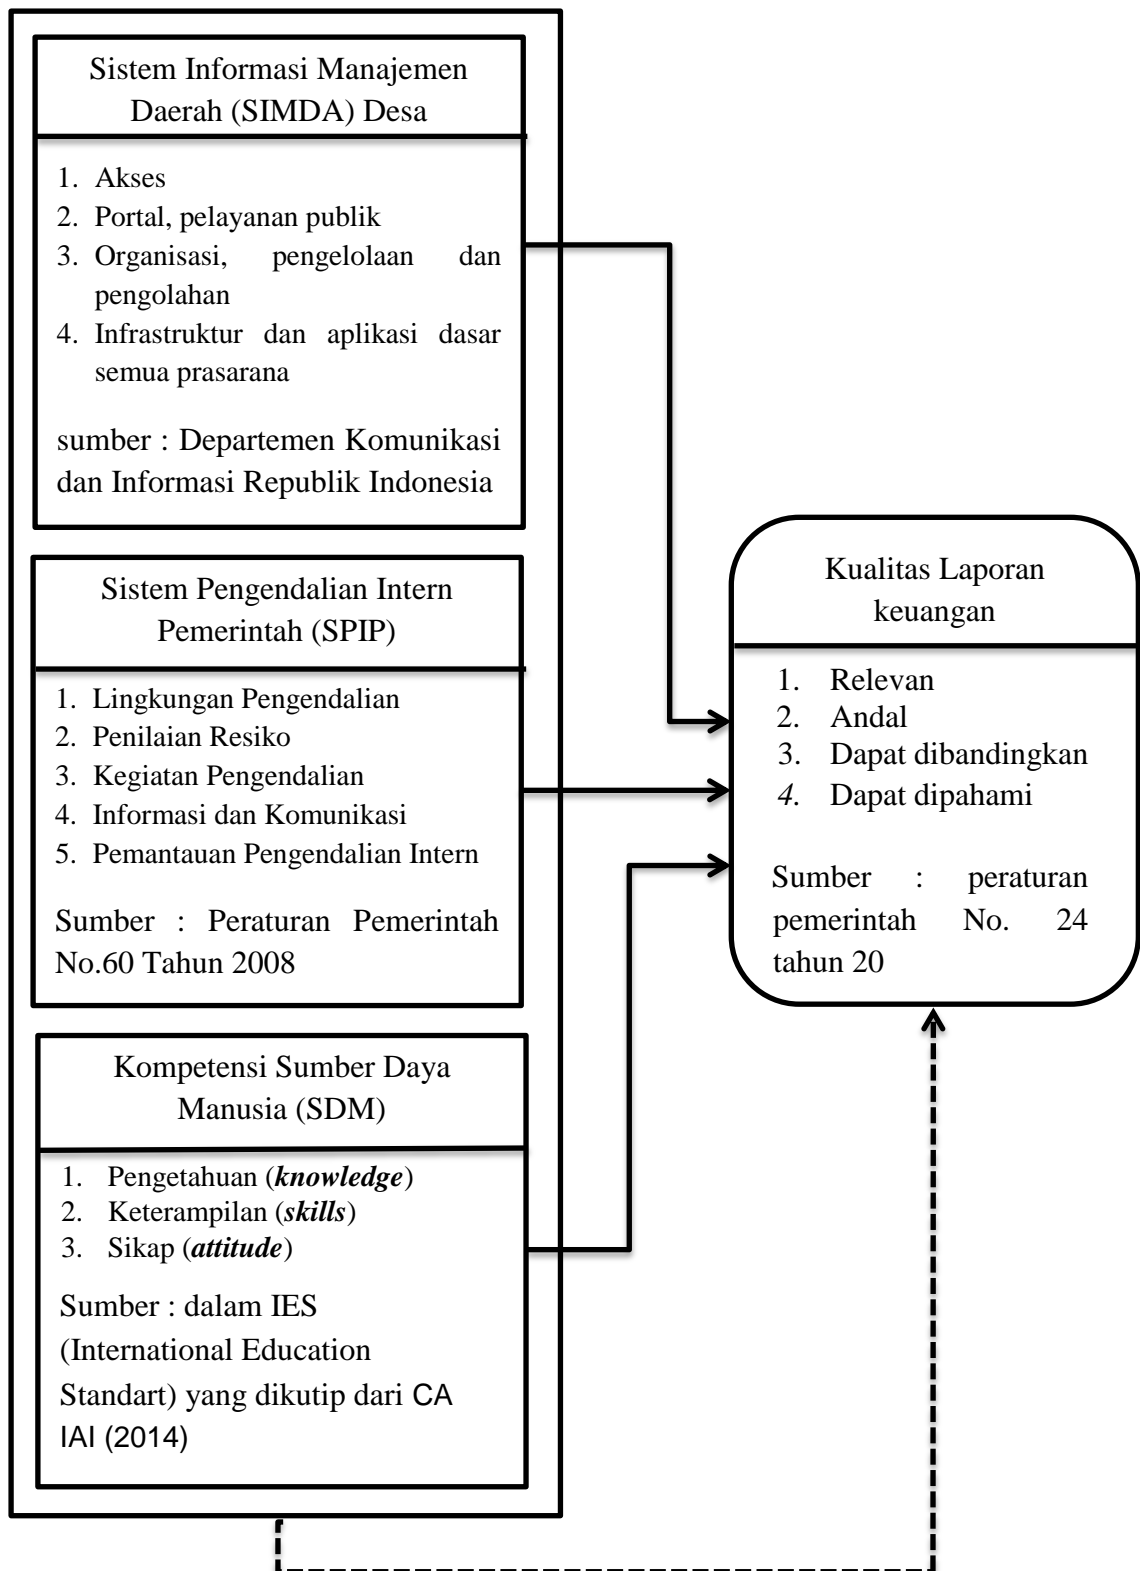 Sistem Informasi Manajemen
Daerah (SIMDA) Desa
1. Akses
2. Portal, pelayanan publik
3. Organisasi, pengelolaan dan
pengolahan
4. Infrastruktur dan aplikasi dasar
semua prasarana
sumber : Departemen Komunikasi
dan Informasi Republik Indonesia
Sistem Pengendalian Intern
Pemerintah (SPIP)
1. Lingkungan Pengendalian
2. Penilaian Resiko
3. Kegiatan Pengendalian
4. Informasi dan Komunikasi
5. Pemantauan Pengendalian Intern
Sumber : Peraturan Pemerintah
No.60 Tahun 2008
Kompetensi Sumber Daya
Manusia (SDM)
1. Pengetahuan (knowledge)
2. Keterampilan (skills)
3. Sikap (attitude)
Sumber : dalam IES
(International Education
Standart) yang dikutip dari CA
IAI (2014)
Kualitas Laporan
keuangan
1. Relevan
2. Andal
3. Dapat dibandingkan
4. Dapat dipahami
Sumber : peraturan
pemerintah No. 24
tahun 20